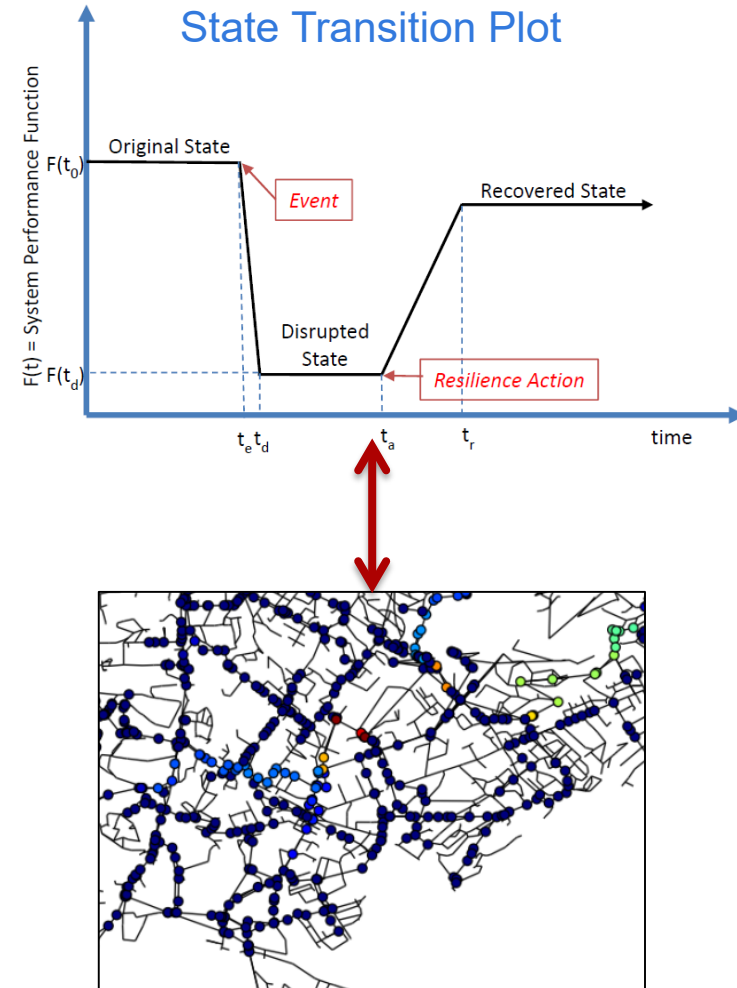 State Transition Plot
F(t) = System Performance Function
F(t0)
Original State
Event
Recovered State
Disrupted
State
F(td)
Resilience Action
te td
ta
tr
time